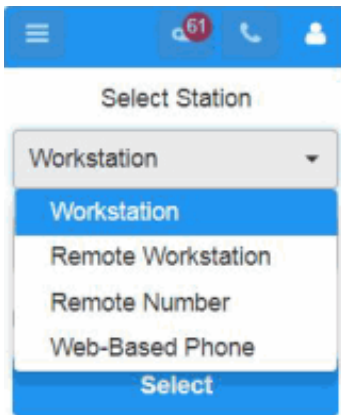 61
Select Station
Workstation
Workstation
Remote Workstation
Remote Number
Web-Based Phone
Select